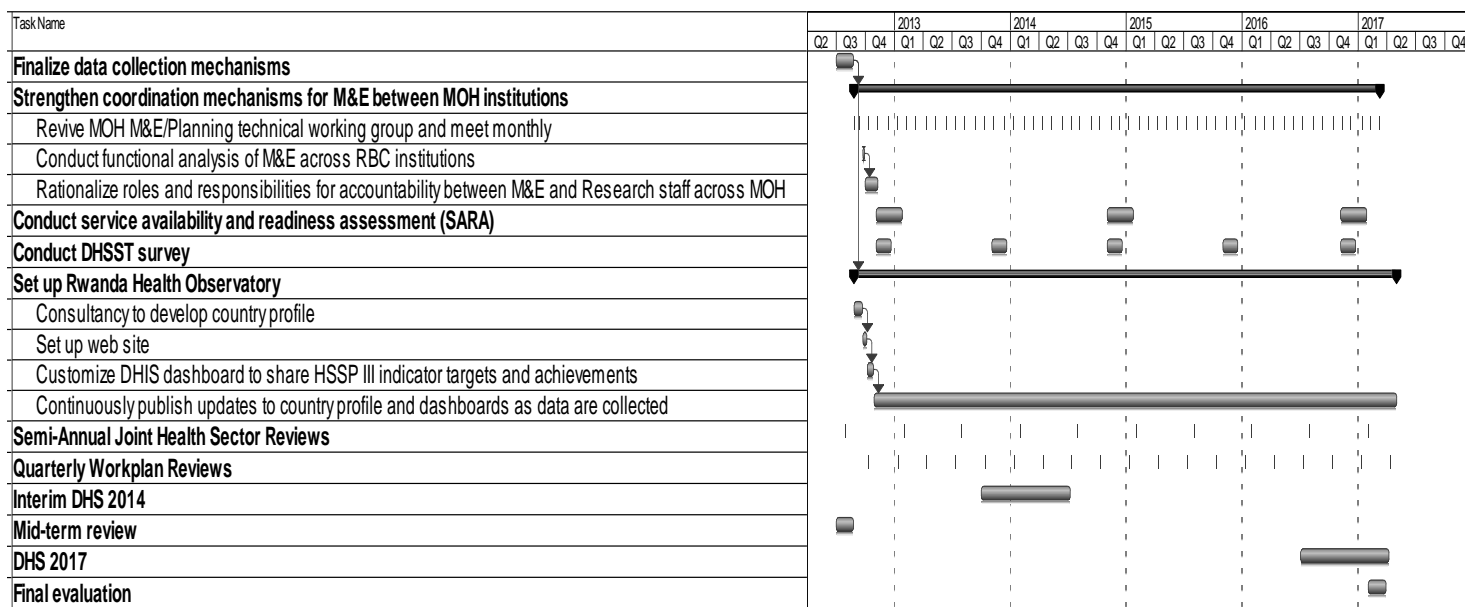 Task Name
2013 2014 2015 2016 2017
Q2 Q3 Q4 Q1 Q2 Q3 Q4 Q1 Q2 Q3 Q4 Q1 Q2 Q3 Q4 Q1 Q2 Q3 Q4 Q1 Q2 Q3 Q4
Finalize data collection mechanisms
Strengthen coordination mechanisms for M&E between MOH institutions
Revive MOH M&E/Planning technical working group and meet monthly
Conduct functional analysis of M&E across RBC institutions
Rationalize roles and responsibilities for accountability between M&E and Research staff across MOH
Conduct service availability and readiness assessment (SARA)
Conduct DHSST survey
Set up Rwanda Health Observatory
Consultancy to develop country profile
Set up web site
Customize DHIS dashboard to share HSSP III indicator targets and achievements
Continuously publish updates to country profile and dashboards as data are collected
Semi-Annual Joint Health Sector Reviews
Quarterly Workplan Reviews
Interim DHS 2014
Mid-term review
DHS 2017
Final evaluation